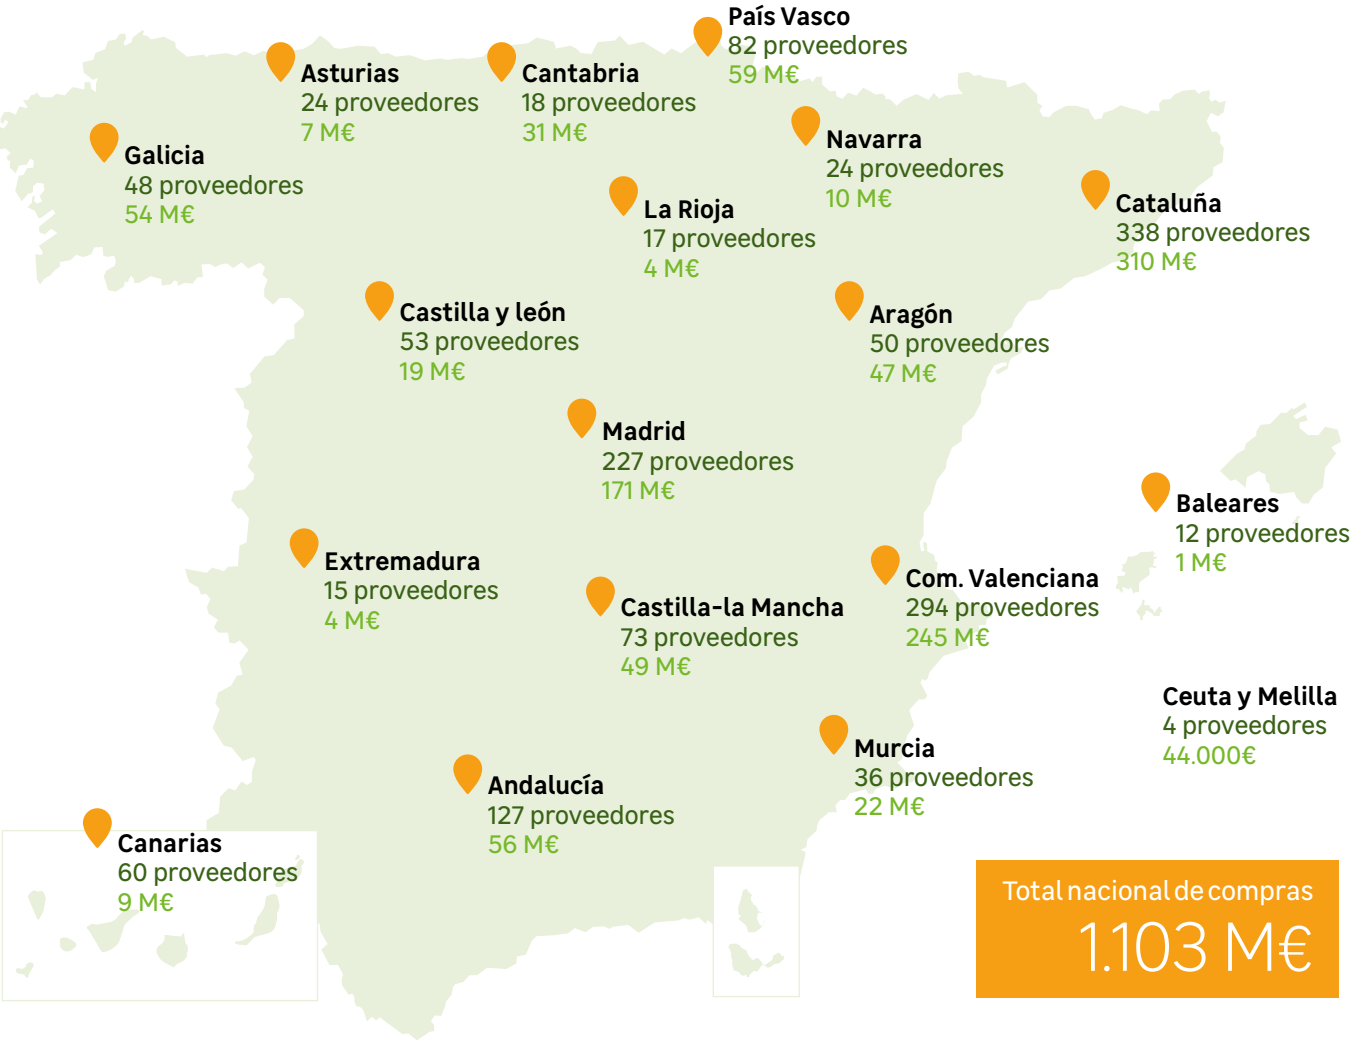 País Vasco
82 proveedores
59 M€
Asturias
24 proveedores
7 M€
Cantabria
18 proveedores
31 M€
Navarra
24 proveedores
10 M€
Galicia
48 proveedores
54 M€
La Rioja
17 proveedores
4 M€
Cataluña
338 proveedores
310 M€
Castilla y león
53 proveedores
19 M€
Aragón
50 proveedores
47 M€
Madrid
227 proveedores
171 M€
Baleares
12 proveedores
1 M€
Extremadura
15 proveedores
4 M€
Com. Valenciana
294 proveedores
245 M€
Castilla-la Mancha
73 proveedores
49 M€
Ceuta y Melilla
4 proveedores
44.000€
Murcia
36 proveedores
22 M€
Andalucía
127 proveedores
56 M€
Canarias
60 proveedores
9 M€
Total nacional de compras
1.103 M€